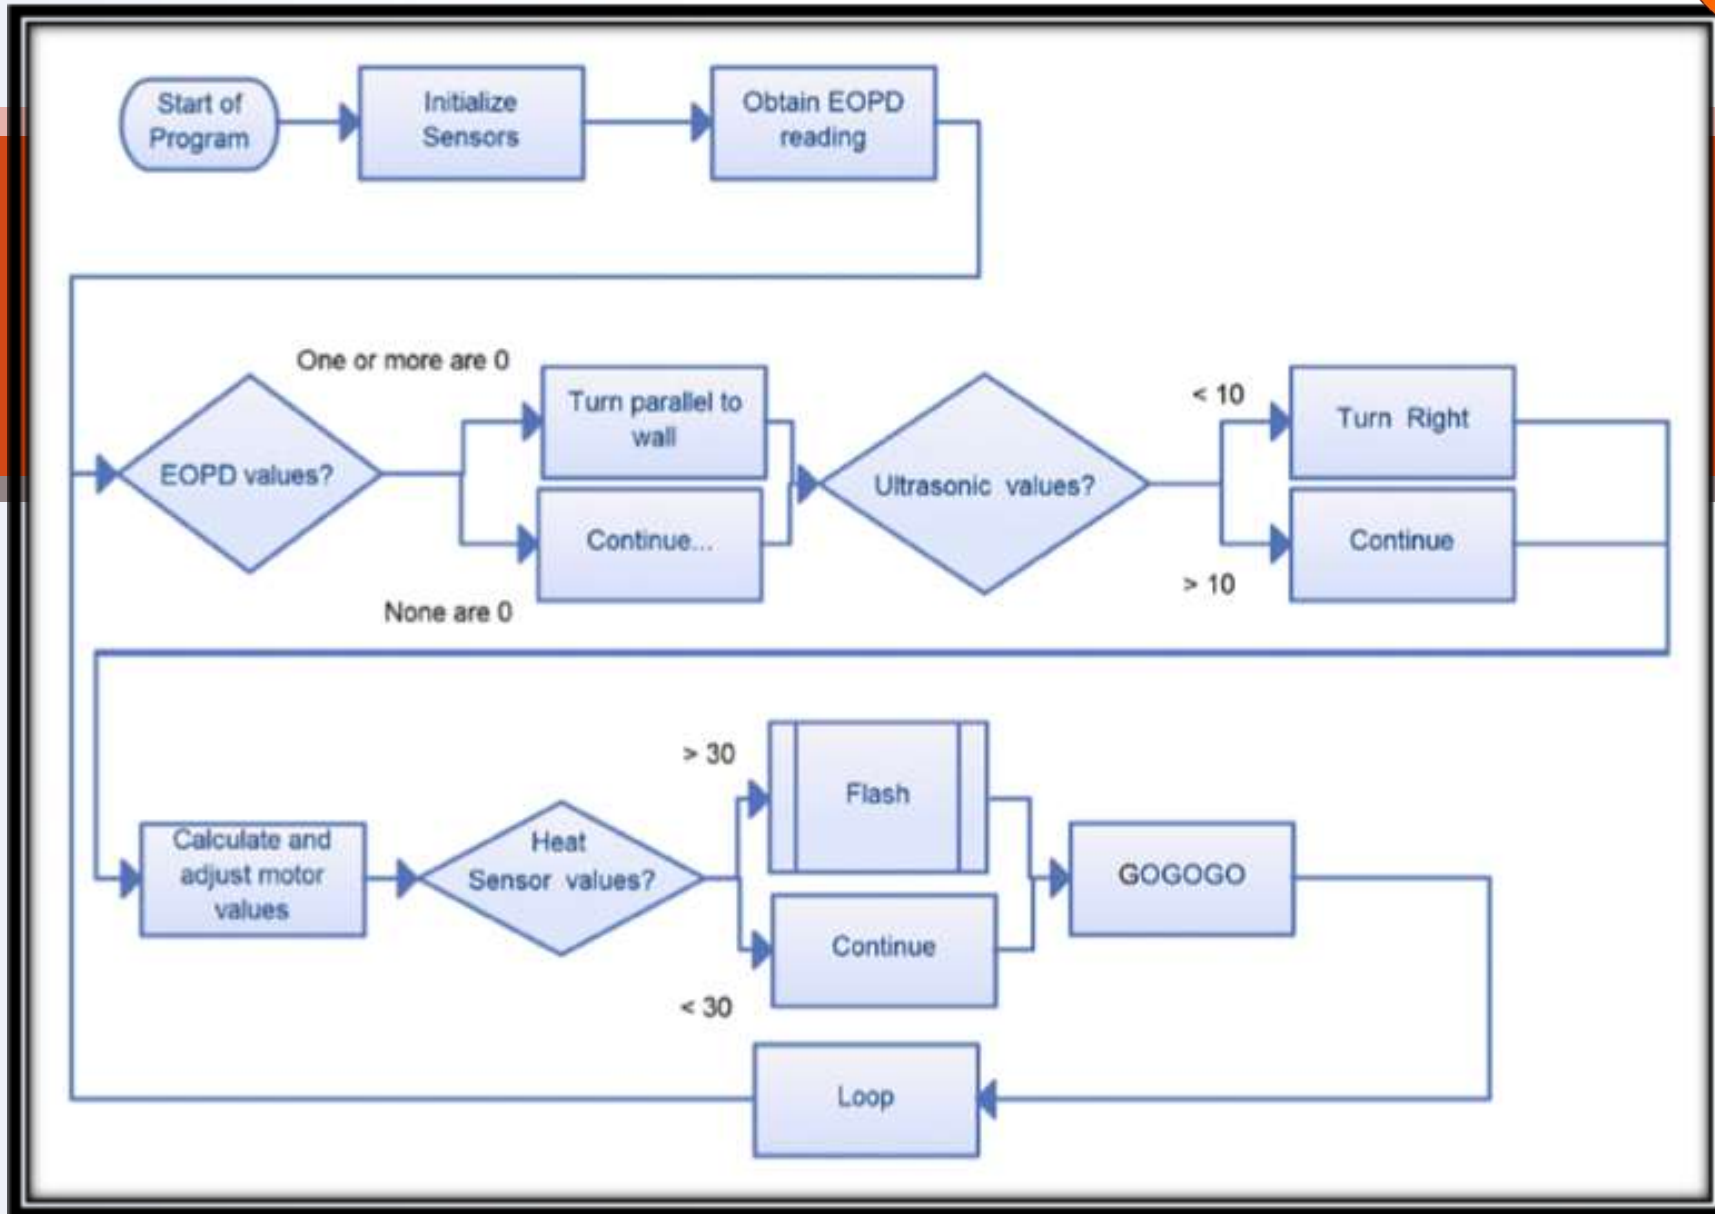 Start of
Program
Initialize
Sensors
Obtain EOPD
reading
One or more are 0
EOPD values?
Turn parallel to
wall
Continue...
None are 0
Ultrasonic values?
< 10
Turn Right
Continue
> 10
Calculate and
adjust motor
values
Heat
Sensor values?
> 30
Flash
Continue
< 30
GOGOGO
Loop